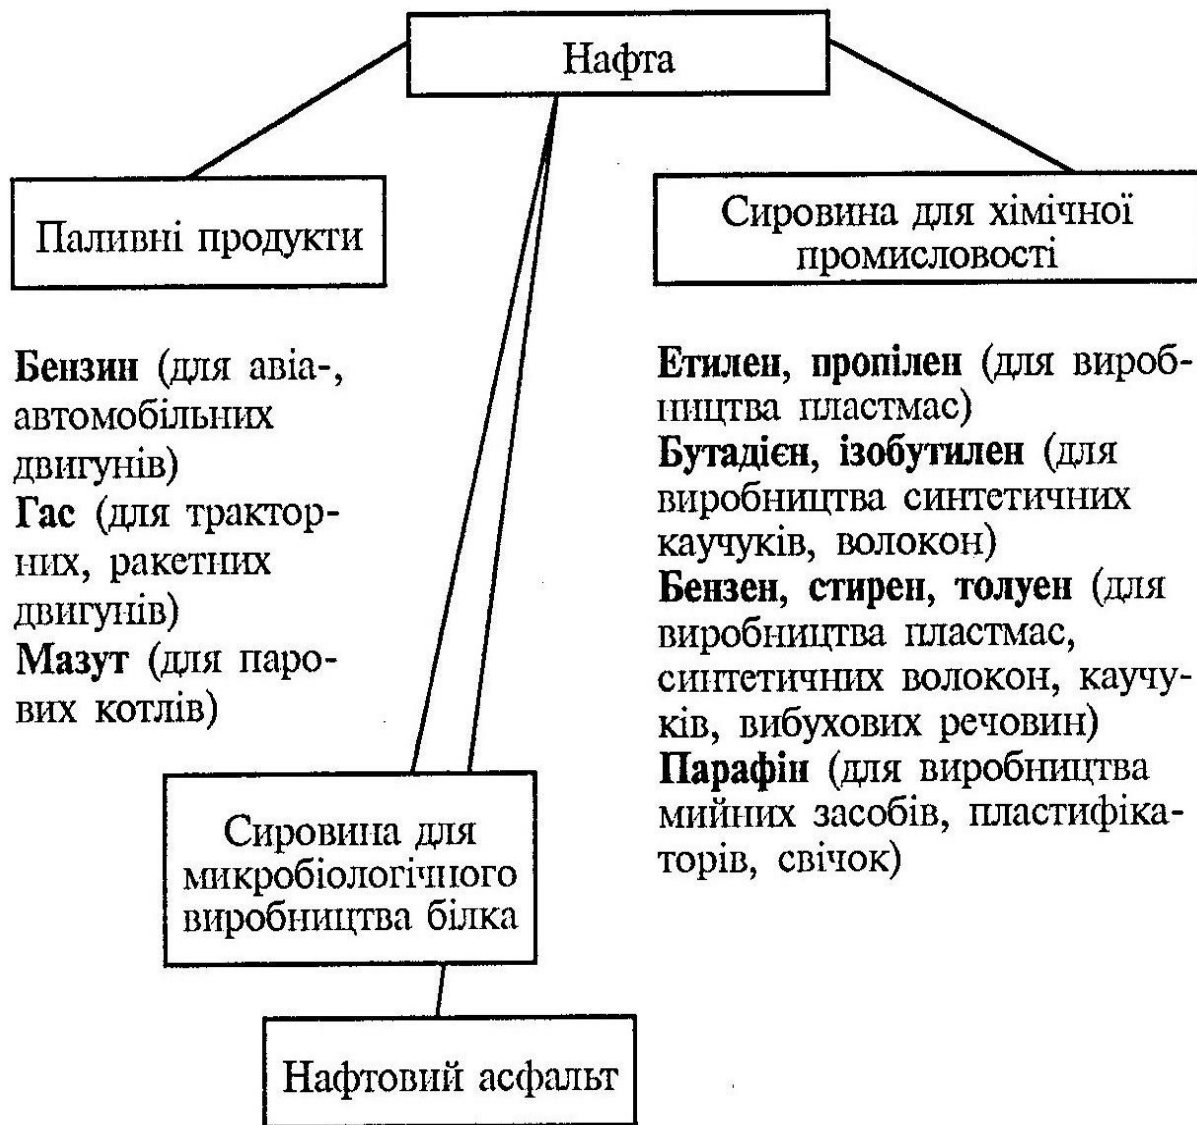 Нафта
Паливні продукти
Сировина для хімічної
промисловості
Бензин (для авіа-,
автомобільних
двигунів)
Гас (для трактор-
них, ракетних
двигунів)
Мазут (для паро-
вих котлів)
Етилен, пропілен (для вироб-
ництва пластмас)
Бутадієн, ізобутилен (для
виробництва синтетичних
каучуків, волокон)
Бензен, стирен, толуен (для
виробництва пластмас,
синтетичних волокон, каучу-
ків, вибухових речовин)
Парафін (для виробництва
мийних засобів, пластифіка-
торів, свічок)
Сировина для
микробіологічного
виробництва білка
Нафтовий асфальт